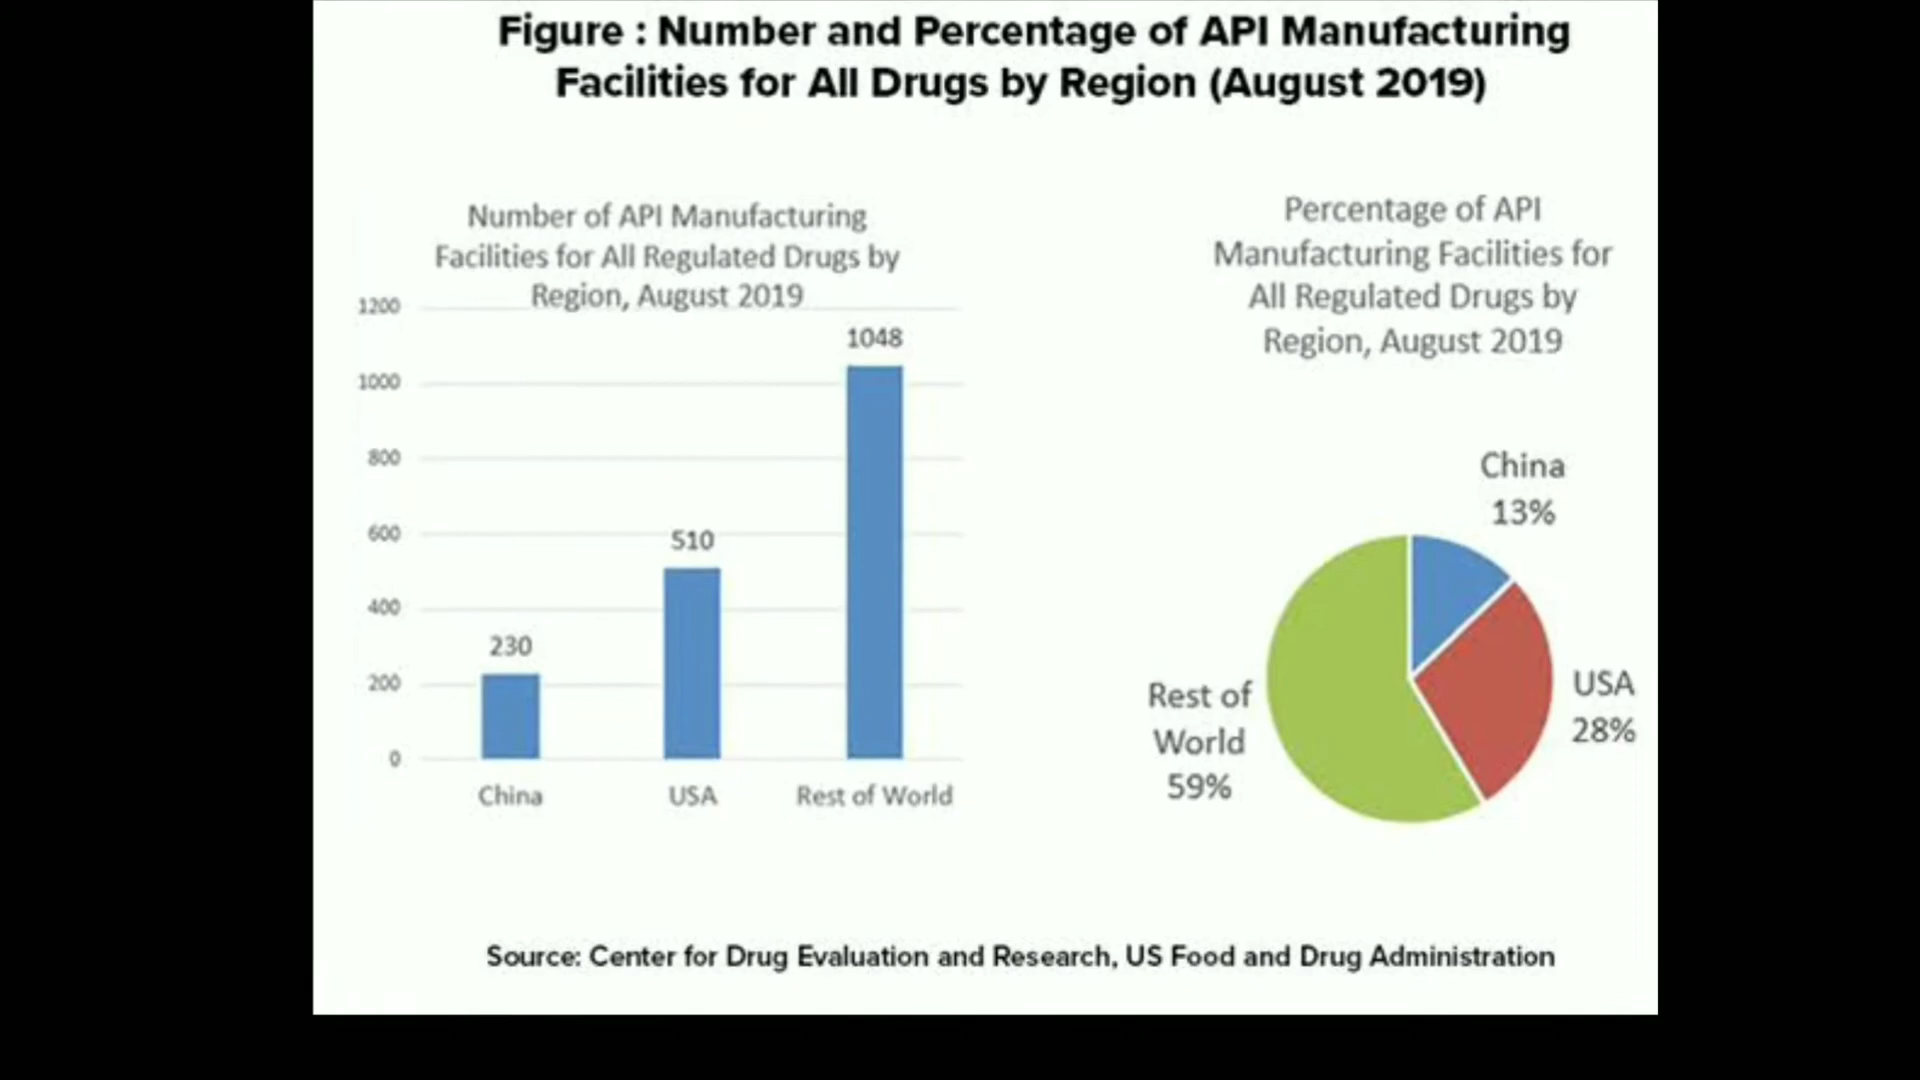 Figure : Number and Percentage of API Manufacturing
Facilities for All Drugs by Region (August 2019)
Number of API Manufacturing
Facilities for All Regulated Drugs by
Region, August 2019
1200
1000
800
600
400
200
0
230
510
1048
China
USA
Rest of World
Percentage of API
Manufacturing Facilities for
All Regulated Drugs by
Region, August 2019
China
13%
USA
28%
Rest of
World
59%
Source: Center for Drug Evaluation and Research, US Food and Drug Administration